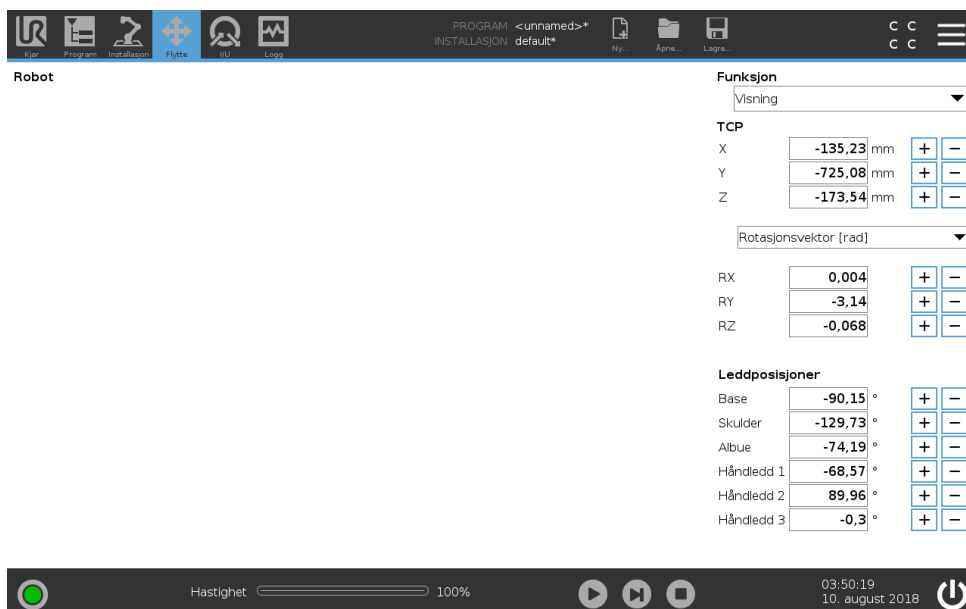 UR
PROGRAM <unnamed>*
INSTALLASJON default*
C C
C C
Kjør Program Installasjon Flytte I/U Logg Ny... Åpne... Lagre...
Robot
Funksjon
Visning
TCP
X -135,23 mm + −
Y -725,08 mm + −
Z -173,54 mm + −
Rotasjonsvektor [rad]
RX 0,004 + −
RY -3,14 + −
RZ -0,068 + −
Leddposisjoner
Base -90,15 ° + −
Skulder -129,73 ° + −
Albue -74,19 ° + −
Håndledd 1 -68,57 ° + −
Håndledd 2 89,96 ° + −
Håndledd 3 -0,3 ° + −
Hastighet 100%
03:50:19
10. august 2018